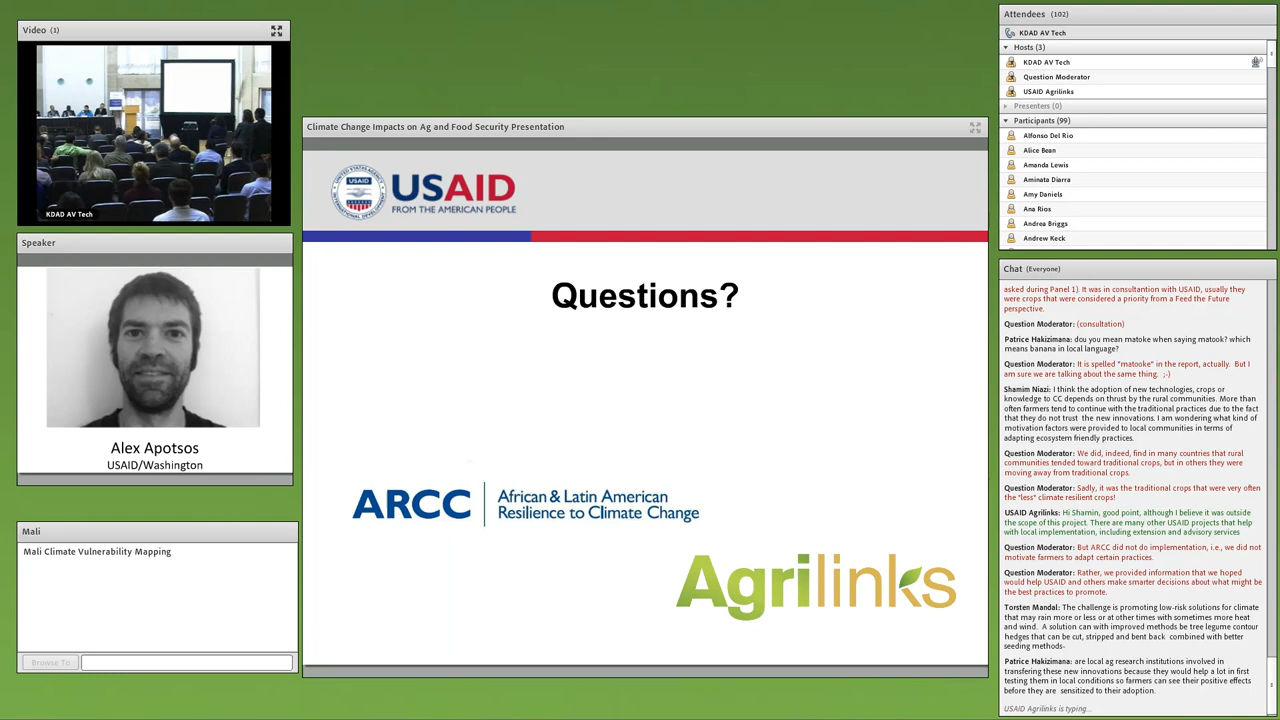 Video (1)
KDAD AV Tech
Speaker
Alex Apotsos
USAID/Washington
Mali
Mali Climate Vulnerability Mapping
Browse To
Climate Change Impacts on Ag and Food Security Presentation
USAID
FROM THE AMERICAN PEOPLE
Questions?
ARCC
African & Latin American
Resilience to Climate Change
Agrilinks
Attendees (102)
KDAD AV Tech
Hosts (3)
KDAD AV Tech
Question Moderator
USAID Agrilinks
Presenters (0)
Participants (99)
Alfonso Del Rio
Alice Bean
Amanda Lewis
Aminata Diarra
Amy Daniels
Ana Rios
Andrea Briggs
Andrew Keck
Chat (Everyone)
asked during Panel 1). It was in consultantion with USAID, usually they
were crops that were considered a priority from a Feed the Future
perspective.
Question Moderator: (consultation)
Patrice Hakizimana: dou you mean matoke when saying matook? which
means banana in local language?
Question Moderator: It is spelled "matooke" in the report, actually. But I
am sure we are talking about the same thing. ;-)
Shamim Niazi: I think the adoption of new technologies, crops or
knowledge to CC depends on thrust by the rural communities. More than
often farmers tend to continue with the traditional practices due to the fact
that they do not trust the new innovations. I am wondering what kind of
motivation factors were provided to local communities in terms of
adapting ecosystem friendly practices.
Question Moderator: We did, indeed, find in many countries that rural
communities tended toward traditional crops, but in others they were
moving away from traditional crops.
Question Moderator: Sadly, it was the traditional crops that were very often
the "less" climate resilient crops!
USAID Agrilinks: Hi Shamin, good point, although I believe it was outside
the scope of this project. There are many other USAID projects that help
with local implementation, including extension and advisory services
Question Moderator: But ARCC did not do implementation, i.e., we did not
motivate farmers to adapt certain practices.
Question Moderator: Rather, we provided information that we hoped
would help USAID and others make smarter decisions about what might be
the best practices to promote.
Torsten Mandal: The challenge is promoting low-risk solutions for climate
that may rain more or less or at other times with sometimes more heat
and wind. A solution can with improved methods be tree legume contour
hedges that can be cut, stripped and bent back combined with better
seeding methods-
Patrice Hakizimana: are local ag research institutions involved in
transfering these new innovations because they would help a lot in first
testing them in local conditions so farmers can see their positive effects
before they are sensitized to their adoption.
USAID Agrilinks is typing...